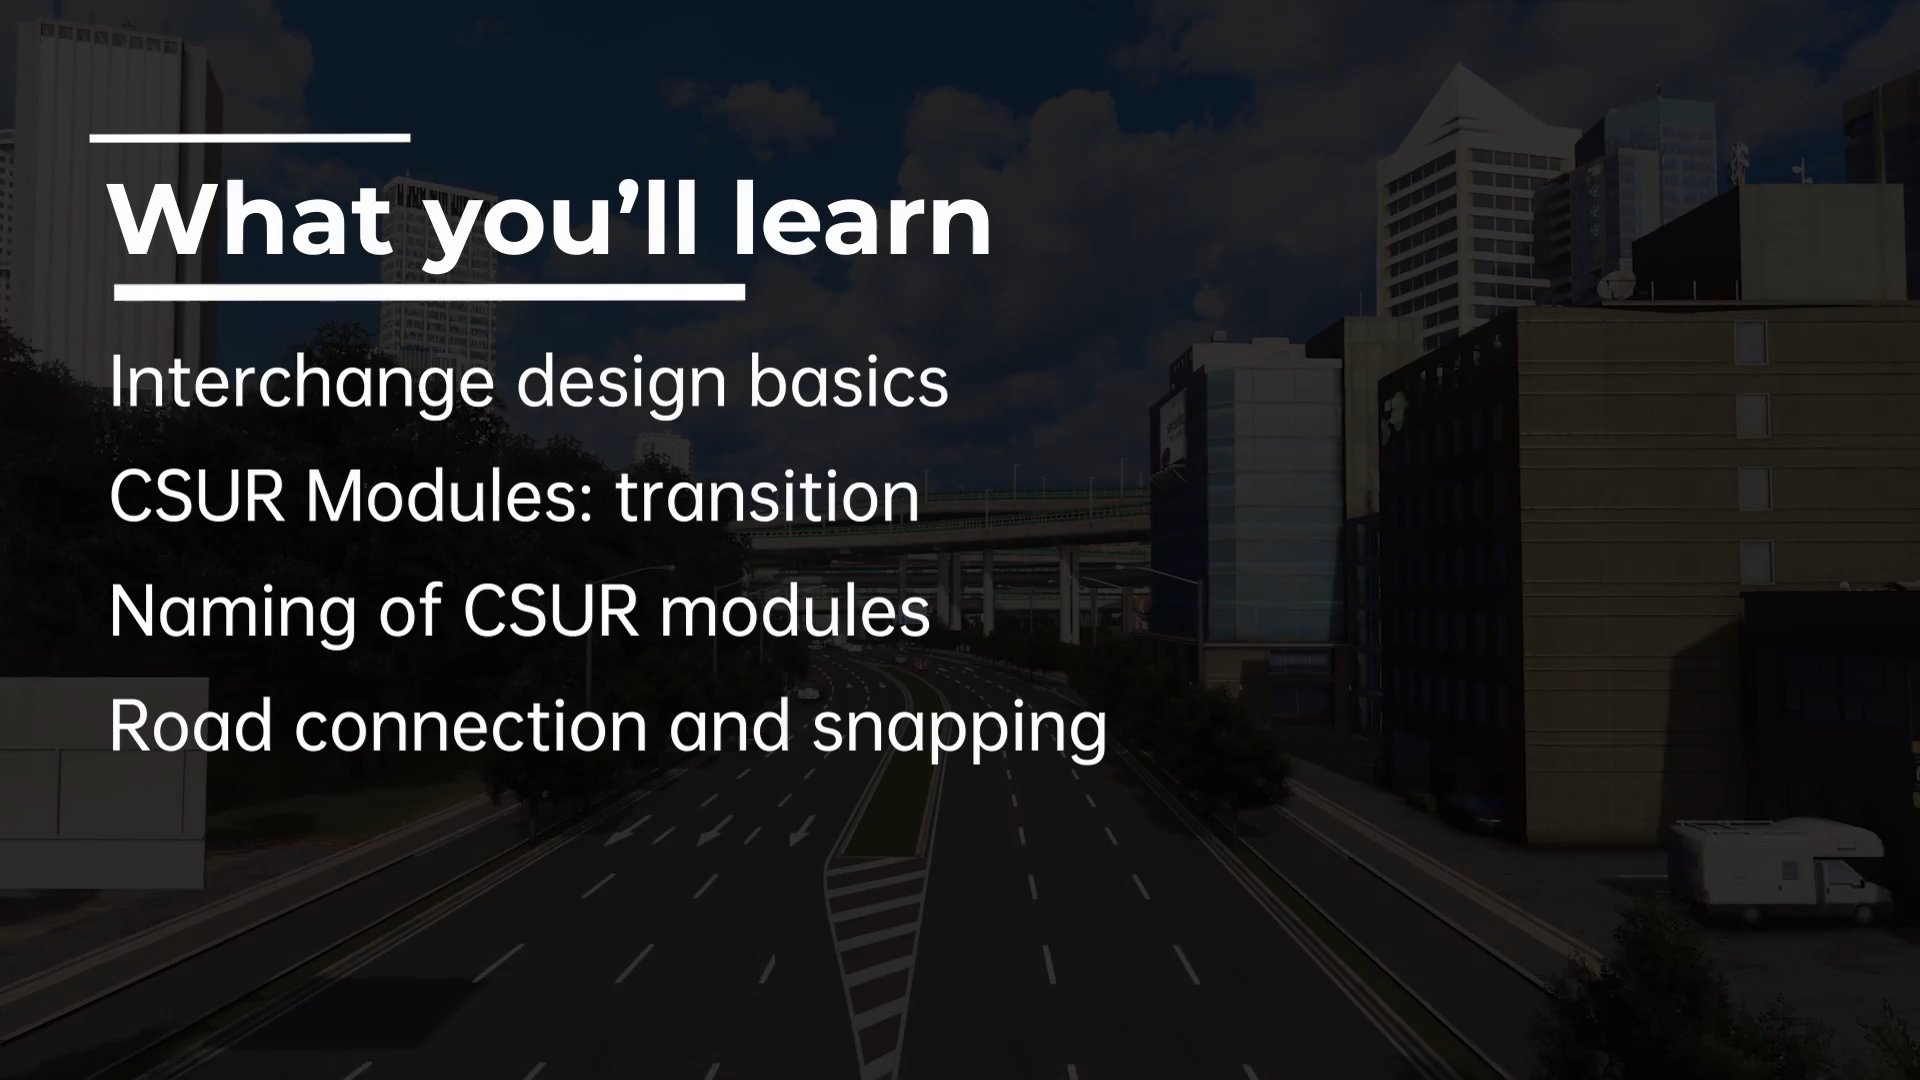 What you’ll learn
Interchange design basics
CSUR Modules: transition
Naming of CSUR modules
Road connection and snapping